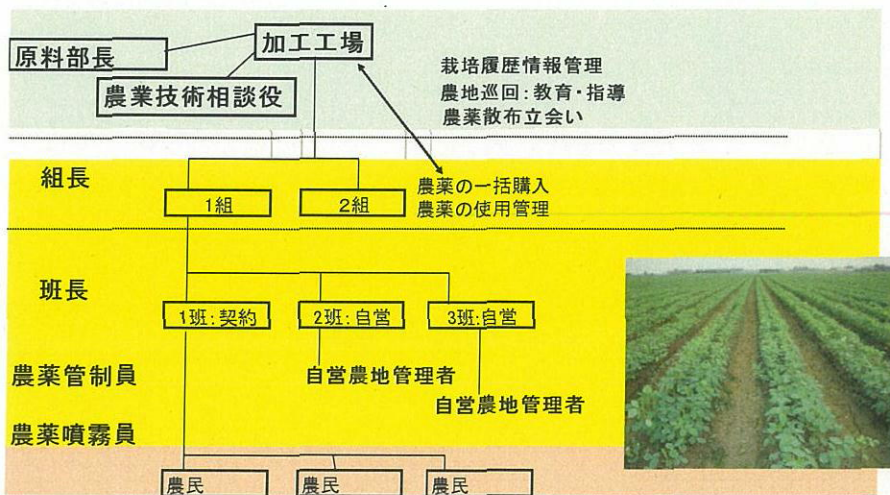 加工工場
原料部長
農業技術相談役
栽培履歴情報管理
農地巡回：教育・指導
農薬散布立会い
組長
1組
2組
農薬の一括購入
農薬の使用管理
班長
1班：契約
2班：自営
3班：自営
農薬管制員
自営農地管理者
自営農地管理者
農薬噴霧員
農民
農民
農民